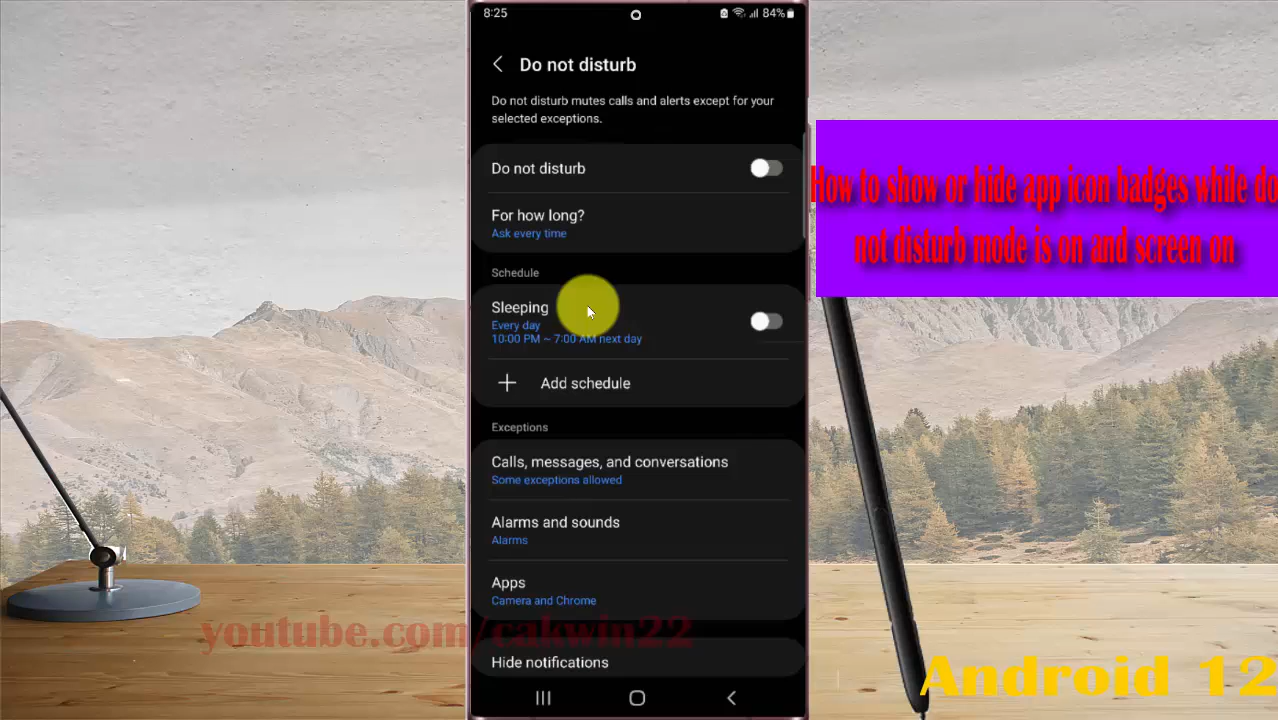 8:25
84%
Do not disturb
Do not disturb mutes calls and alerts except for your
selected exceptions.
Do not disturb
For how long?
Ask every time
Schedule
Sleeping
Every day
10:00 PM ~ 7:00 AM next day
Add schedule
Exceptions
Calls, messages, and conversations
Some exceptions allowed
Alarms and sounds
Alarms
Apps
Camera and Chrome
Hide notifications
How to show or hide app icon badges while do
not disturb mode is on and screen on
youtube.com/cakwin22
Android 12